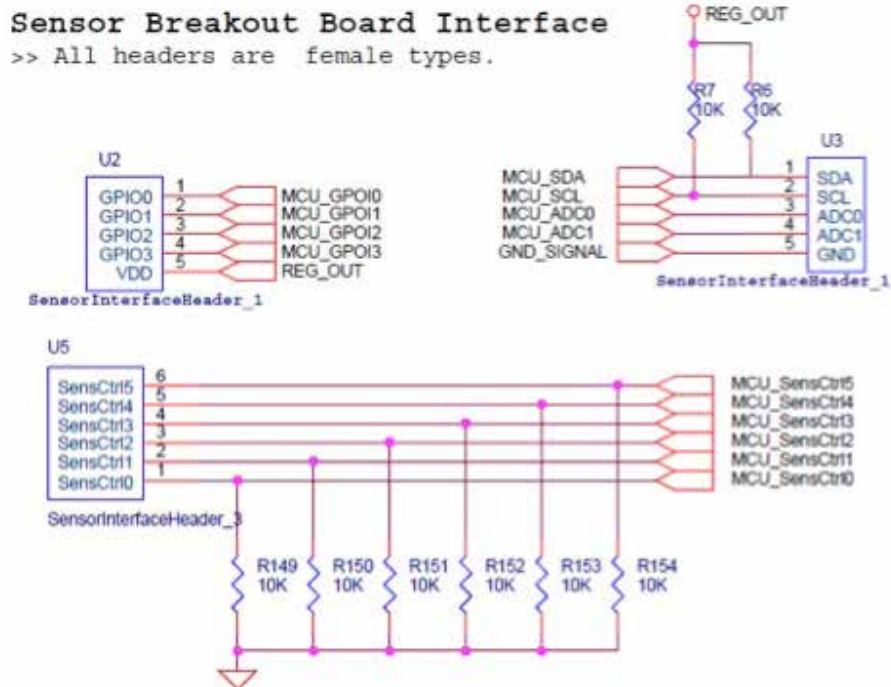 Sensor Breakout Board Interface
>> All headers are female types.
REG_OUT
R7
10K
R6
10K
U2
GPIO0 1 MCU_GPOI0
GPIO1 2 MCU_GPOI1
GPIO2 3 MCU_GPOI2
GPIO3 4 MCU_GPOI3
VDD 5 REG_OUT
SensorInterfaceHeader_1
U3
MCU_SDA 1 SDA
MCU_SCL 2 SCL
MCU_ADC0 3 ADC0
MCU_ADC1 4 ADC1
GND_SIGNAL 5 GND
SensorInterfaceHeader_1
U5
SensCtrl5 6 MCU_SensCtrl5
SensCtrl4 5 MCU_SensCtrl4
SensCtrl3 4 MCU_SensCtrl3
SensCtrl2 3 MCU_SensCtrl2
SensCtrl1 2 MCU_SensCtrl1
SensCtrl0 1 MCU_SensCtrl0
SensorInterfaceHeader_3
R149 R150 R151 R152 R153 R154
10K 10K 10K 10K 10K 10K